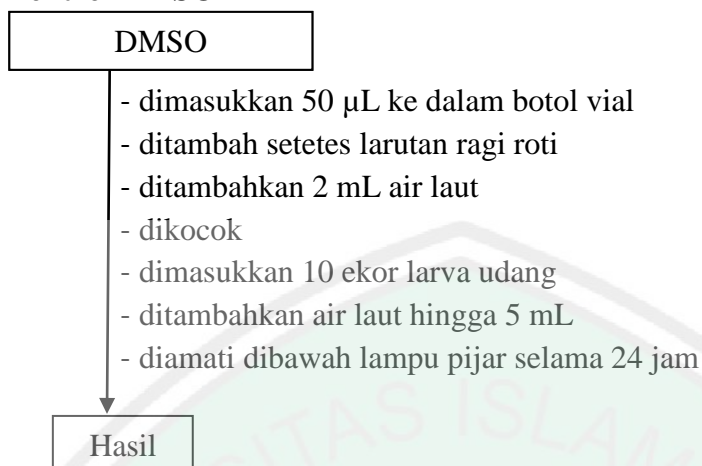 DMSO
- dimasukkan 50 µL ke dalam botol vial
- ditambah setetes larutan ragi roti
- ditambahkan 2 mL air laut
- dikocok
- dimasukkan 10 ekor larva udang
- ditambahkan air laut hingga 5 mL
- diamati dibawah lampu pijar selama 24 jam
Hasil
ITAS ISLAM